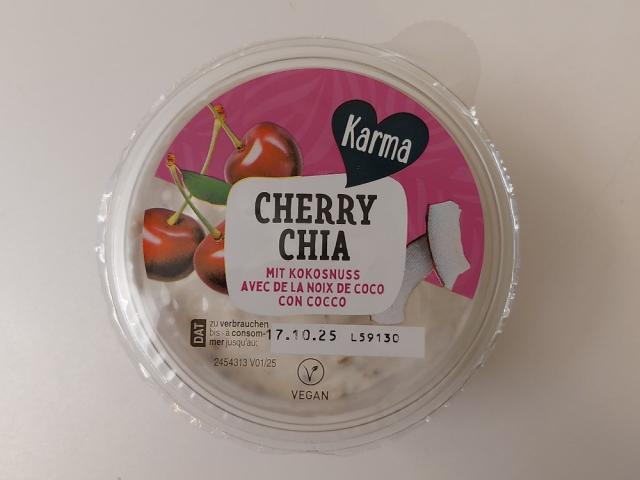 Karma
CHERRY
CHIA
MIT KOKOSNUSS
AVEC DE LA NOIX DE COCO
CON COCCO
DAT
zu verbrauchen
bis - à consom-
mer jusqu'au:
17.10.25 L59130
2454313 V01/25
VEGAN